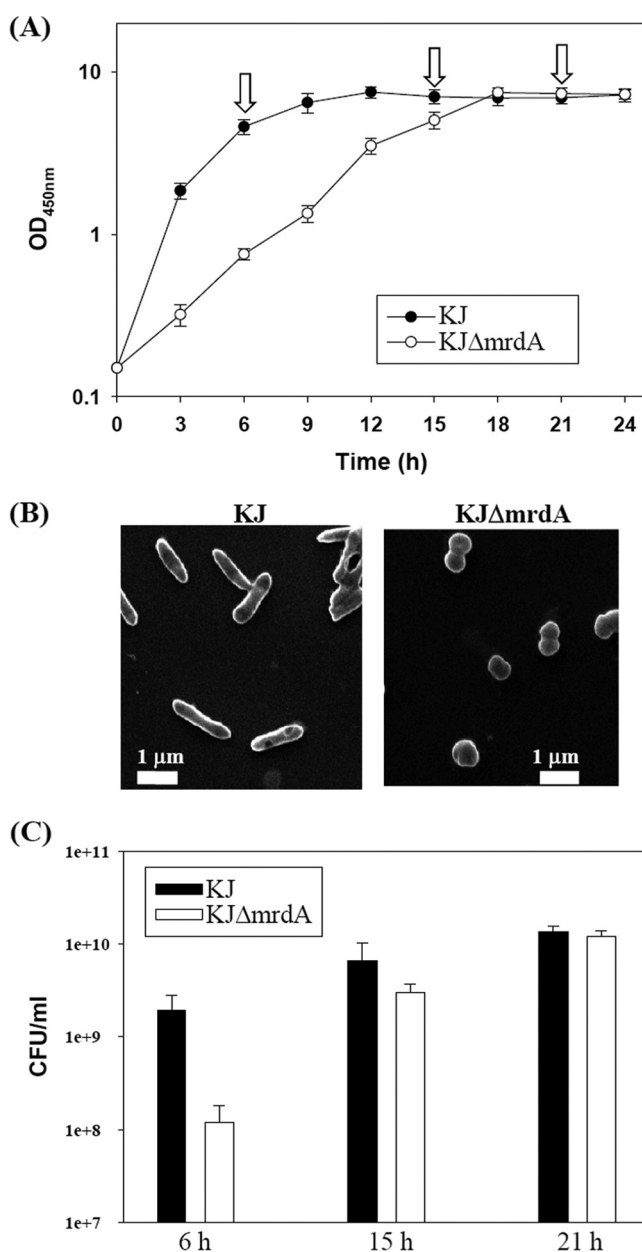 (A)
10
1
0.1
OD450nm
KJ
KJΔmrdA
0 3 6 9 12 15 18 21 24
Time (h)
(B)
KJ KJΔmrdA
1 μm 1 μm
(C)
1e+11
1e+10
1e+9
1e+8
1e+7
CFU/ml
KJ
KJΔmrdA
6 h 15 h 21 h